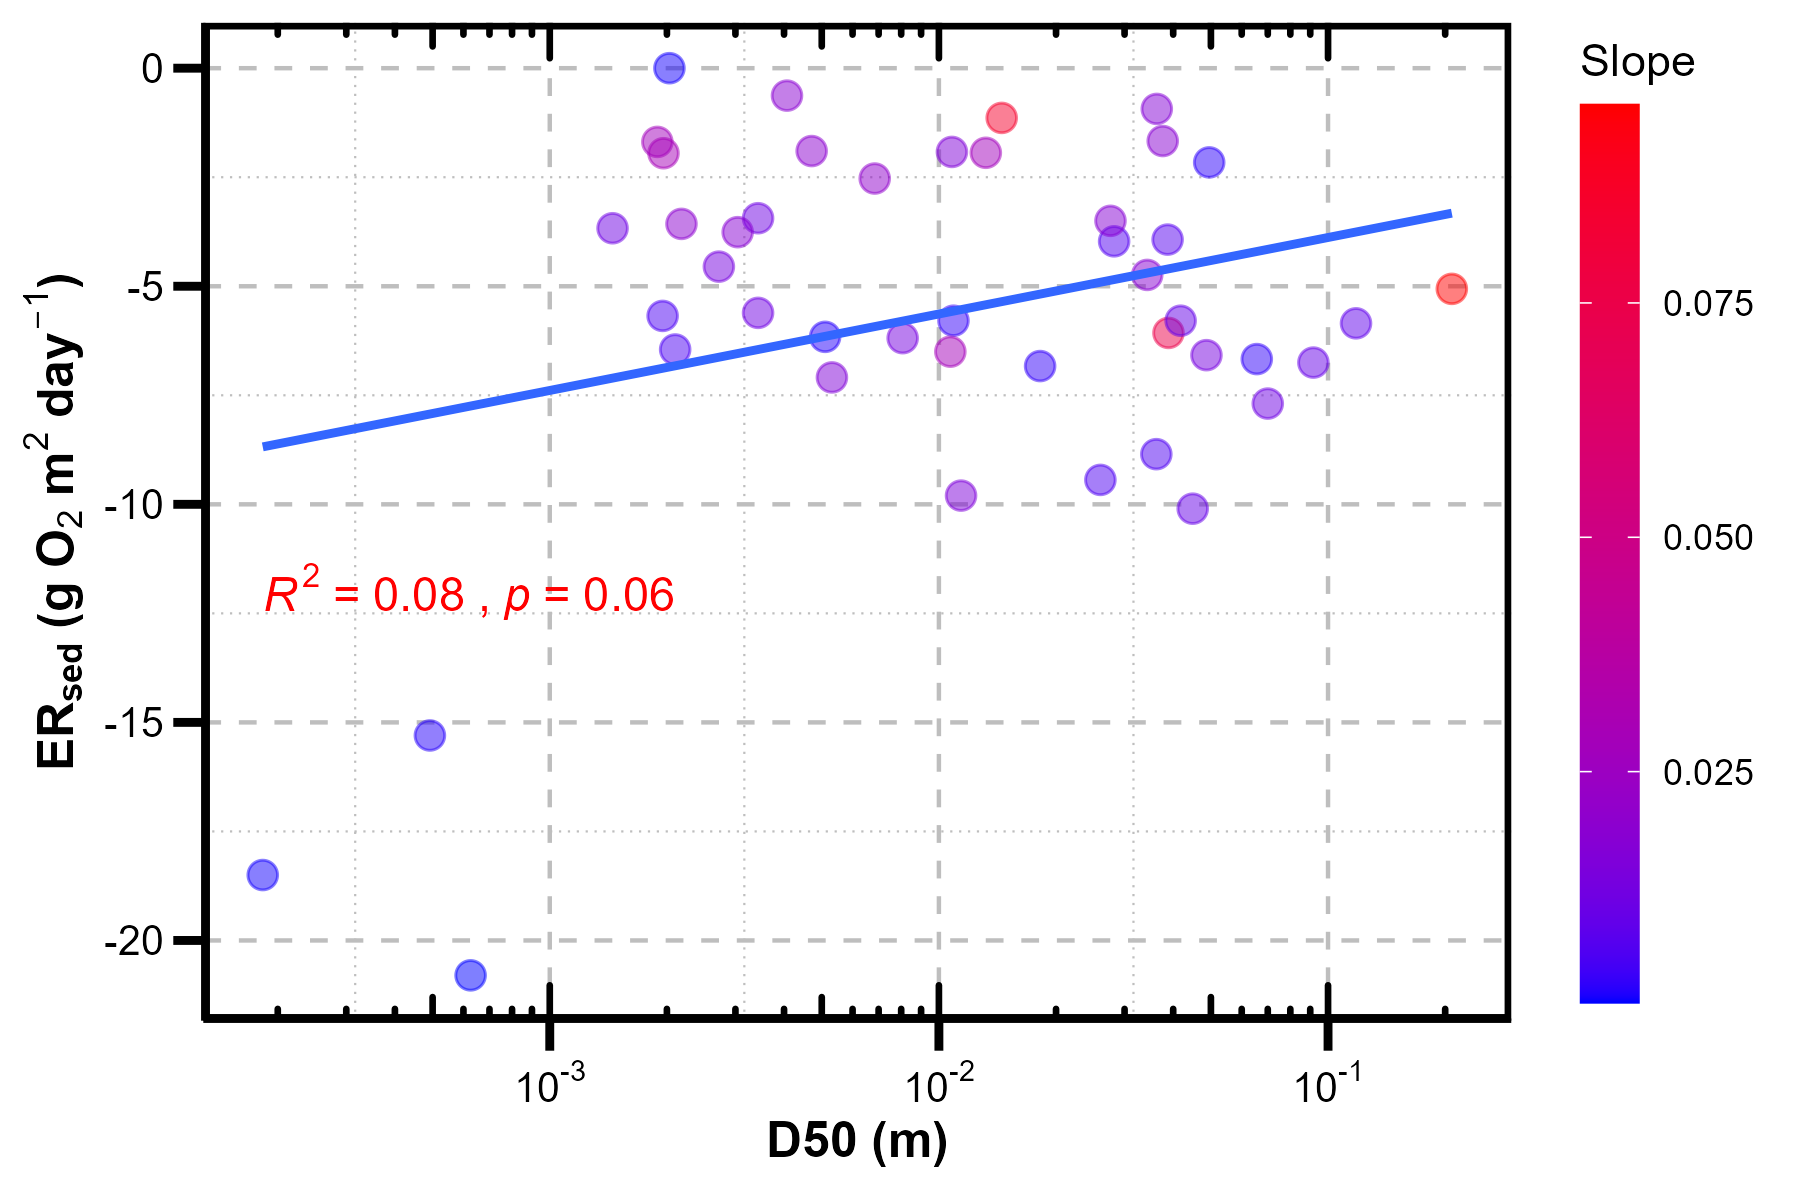 Slope
0.075
0.050
0.025
0
-5
-10
-15
-20
ER_sed (g O₂ m² day⁻¹)
R² = 0.08 , p = 0.06
10⁻³ 10⁻² 10⁻¹
D50 (m)